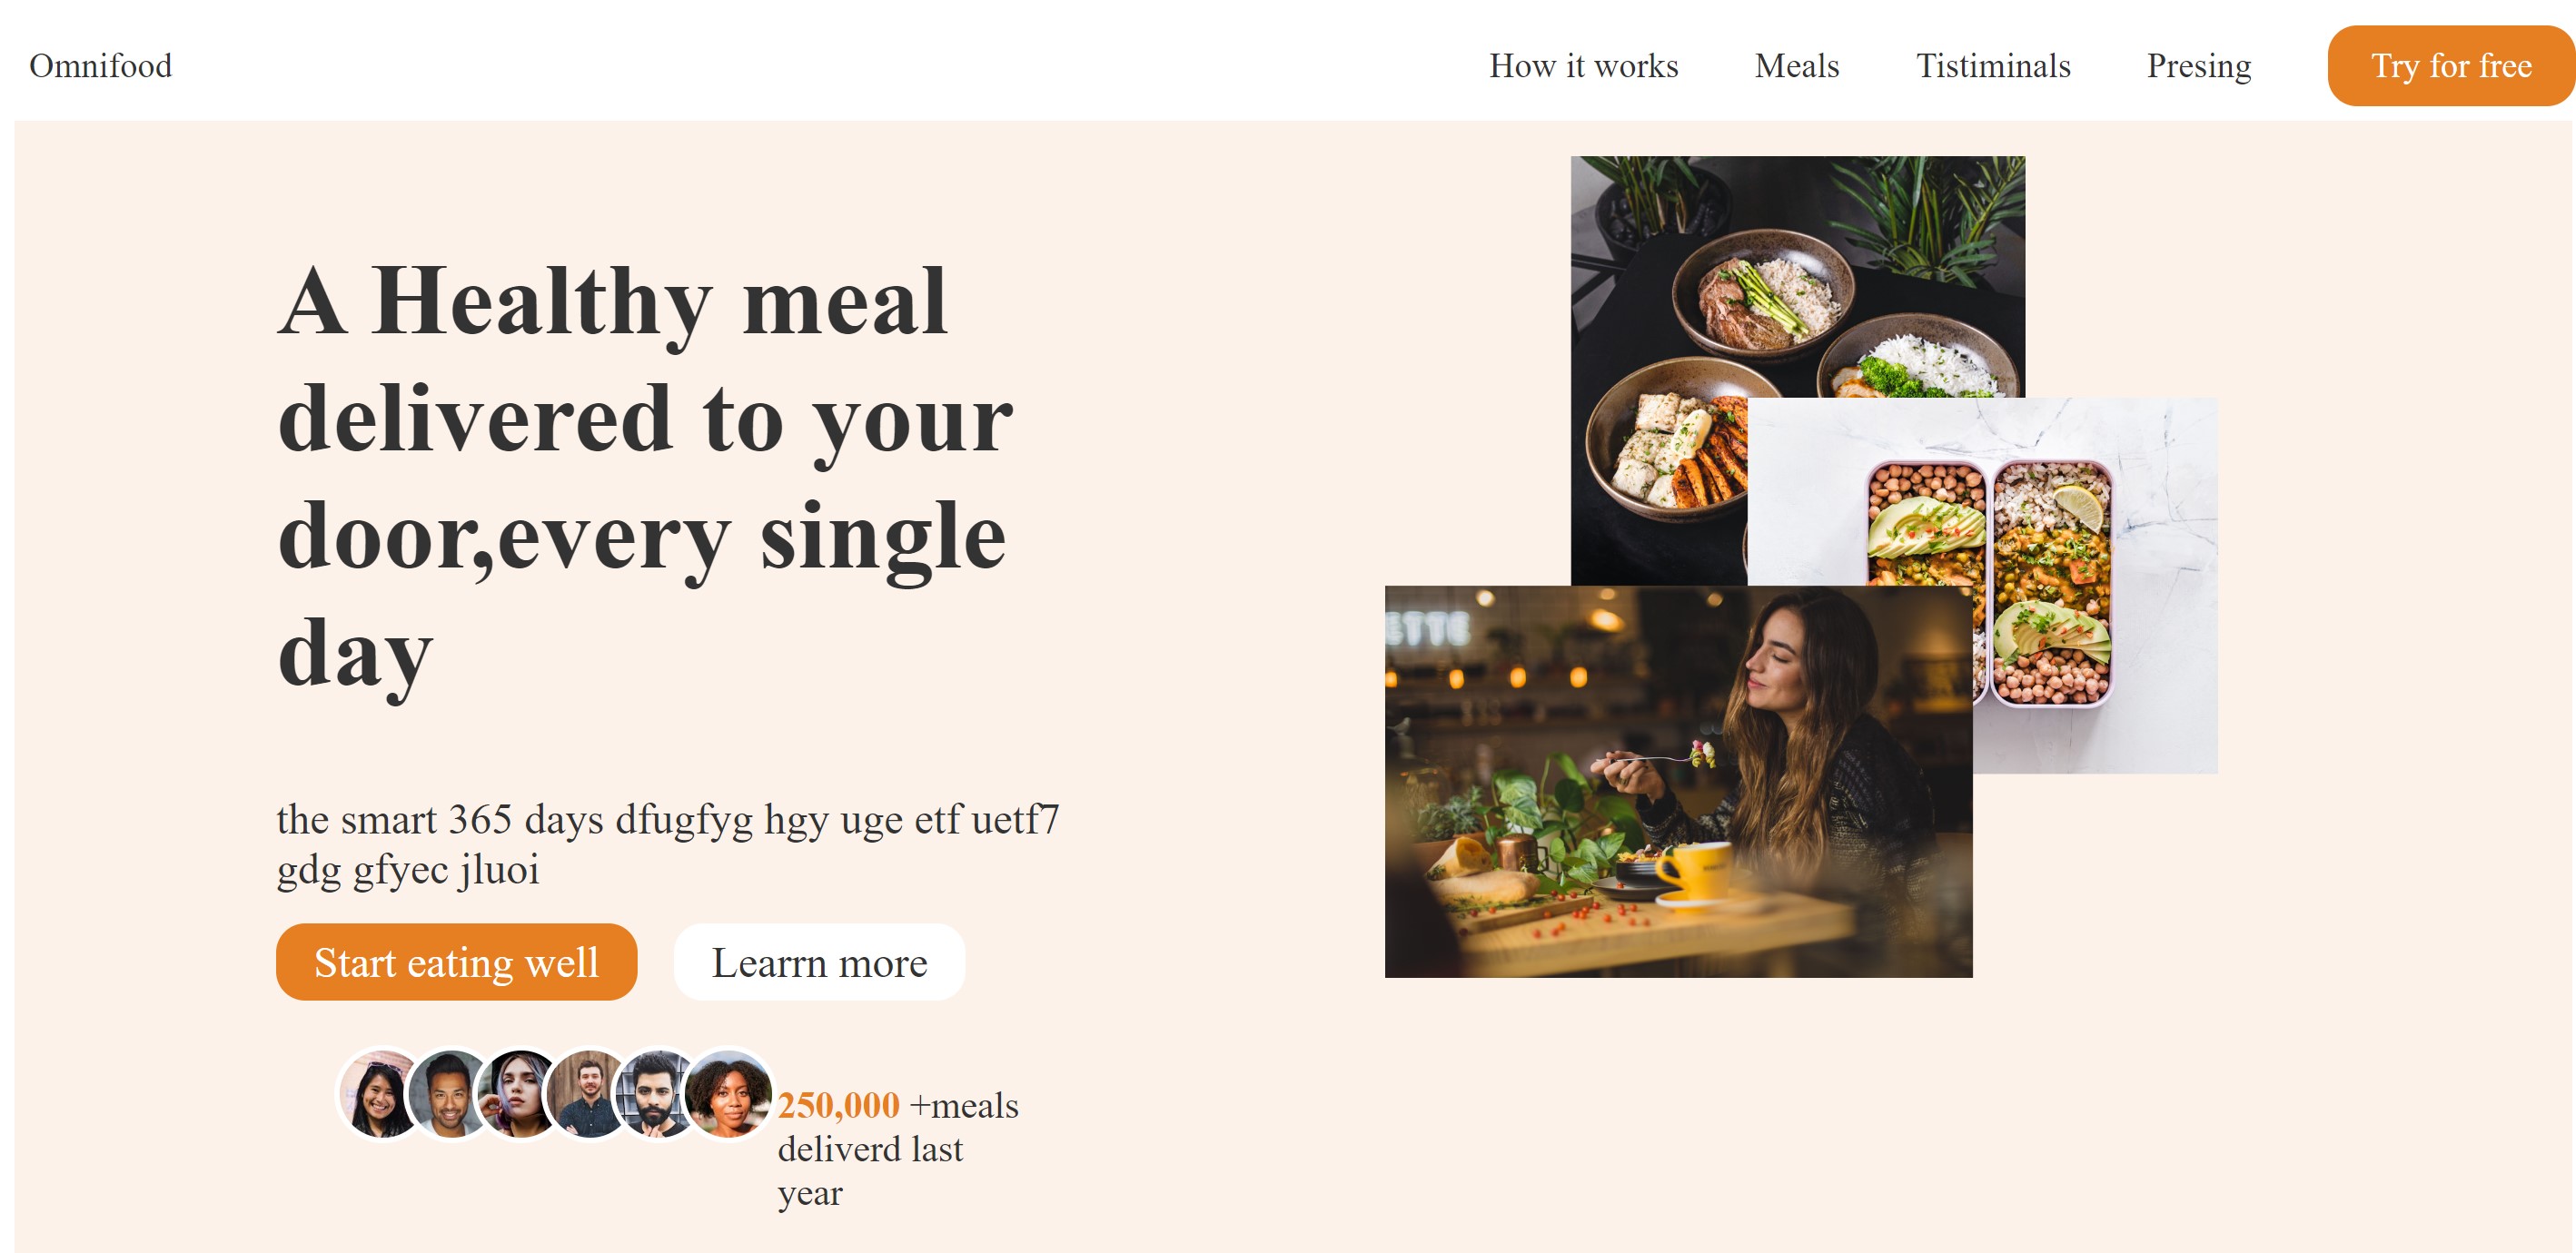 Omnifood
How it works
Meals
Tistiminals
Presing
Try for free
A Healthy meal
delivered to your
door,every single
day
ETTE
the smart 365 days dfugfyg hgy uge etf uetf7
gdg gfyec jluoi
Start eating well
Learrn more
250,000 +meals
deliverd last
year